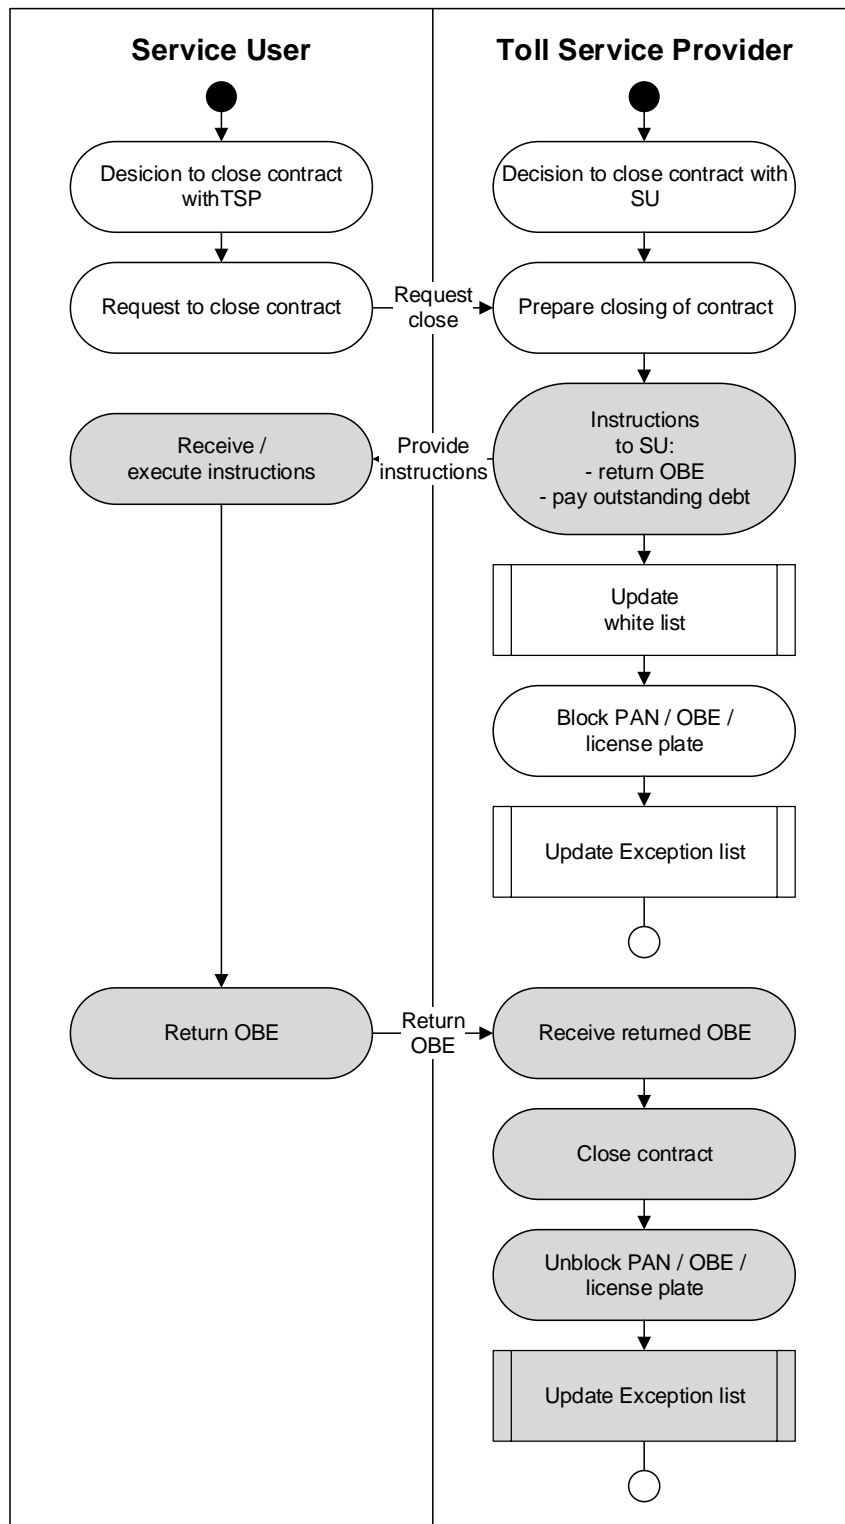 Service User
Toll Service Provider
Desicion to close contract
withTSP
Decision to close contract with
SU
Request to close contract
Request
close
Prepare closing of contract
Receive /
execute instructions
Provide
instructions
Instructions
to SU:
- return OBE
- pay outstanding debt
Update
white list
Block PAN / OBE /
license plate
Update Exception list
Return OBE
Return
OBE
Receive returned OBE
Close contract
Unblock PAN / OBE /
license plate
Update Exception list